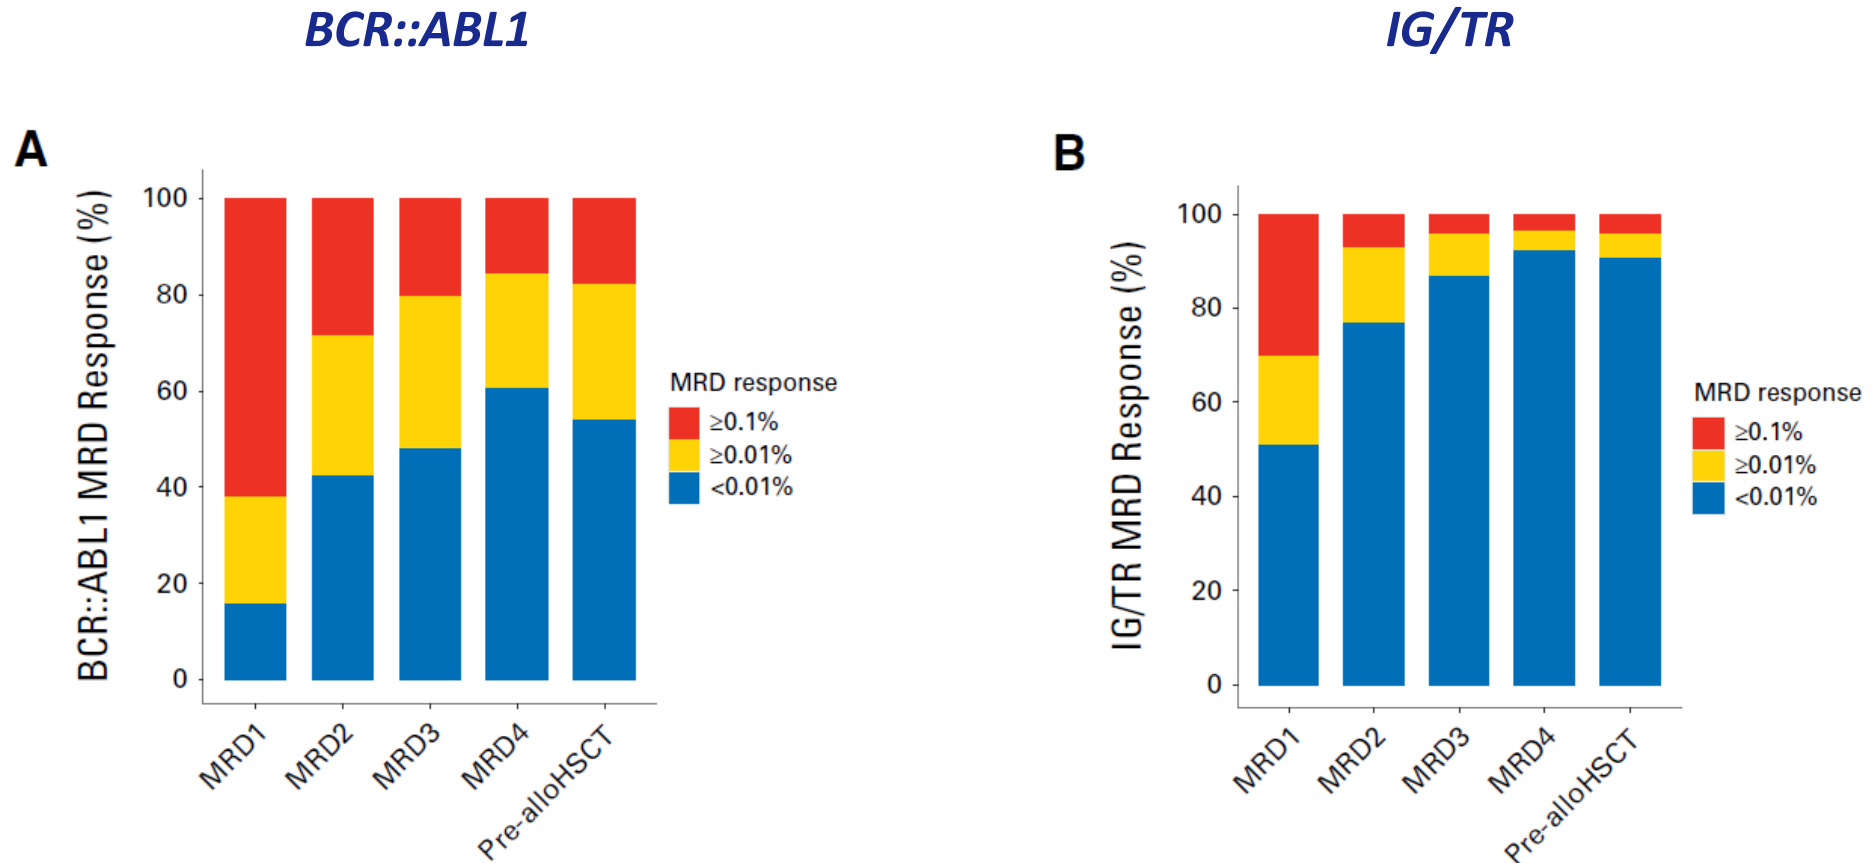 BCR::ABL1
IG/TR
A
BCR::ABL1 MRD Response (%)
100
80
60
40
20
0
MRD1
MRD2
MRD3
MRD4
Pre-alloHSCT
MRD response
≥0.1%
≥0.01%
<0.01%
B
IG/TR MRD Response (%)
100
80
60
40
20
0
MRD1
MRD2
MRD3
MRD4
Pre-alloHSCT
MRD response
≥0.1%
≥0.01%
<0.01%